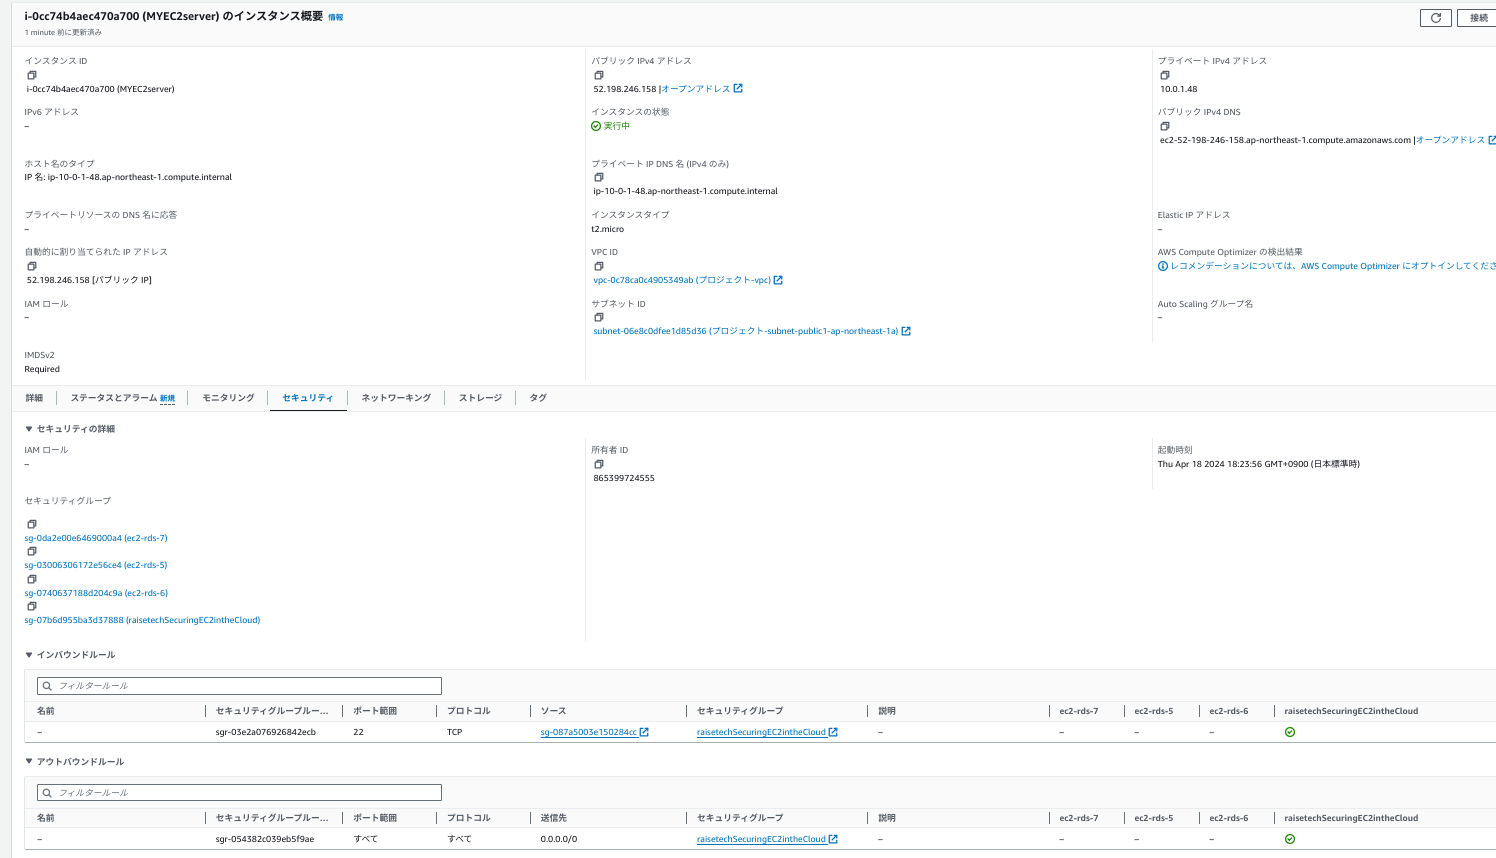 i-0cc74b4aec470a700 (MYEC2server) のインスタンス概要 情報
1 minute 前に更新済み
接続
インスタンス ID
i-0cc74b4aec470a700 (MYEC2server)
パブリック IPv4 アドレス
52.198.246.158 |オープンアドレス
プライベート IPv4 アドレス
10.0.1.48
IPv6 アドレス
–
インスタンスの状態
実行中
パブリック IPv4 DNS
ec2-52-198-246-158.ap-northeast-1.compute.amazonaws.com |オープンアドレス
ホスト名のタイプ
IP 名: ip-10-0-1-48.ap-northeast-1.compute.internal
プライベート IP DNS 名 (IPv4 のみ)
ip-10-0-1-48.ap-northeast-1.compute.internal
プライベートリソースの DNS 名に応答
–
インスタンスタイプ
t2.micro
Elastic IP アドレス
–
自動的に割り当てられた IP アドレス
52.198.246.158 [パブリック IP]
VPC ID
vpc-0c78ca0c4905349ab (プロジェクト-vpc)
AWS Compute Optimizer の検出結果
レコメンデーションについては、AWS Compute Optimizer にオプトインしてくださ
IAM ロール
–
サブネット ID
subnet-06e8c0dfee1d85d36 (プロジェクト-subnet-public1-ap-northeast-1a)
Auto Scaling グループ名
–
IMDSv2
Required
詳細 ステータスとアラーム 新規 モニタリング セキュリティ ネットワーキング ストレージ タグ
▼ セキュリティの詳細
IAM ロール
–
所有者 ID
865399724555
起動時刻
Thu Apr 18 2024 18:23:56 GMT+0900 (日本標準時)
セキュリティグループ
sg-0da2e00e6469000a4 (ec2-rds-7)
sg-03006306172e56ce4 (ec2-rds-5)
sg-0740637188d204c9a (ec2-rds-6)
sg-07b6d955ba3d37888 (raisetechSecuringEC2intheCloud)
▼ インバウンドルール
フィルタールール
名前 セキュリティグループルー... ポート範囲 プロトコル ソース セキュリティグループ 説明 ec2-rds-7 ec2-rds-5 ec2-rds-6 raisetechSecuringEC2intheCloud
– sgr-03e2a076926842ecb 22 TCP sg-087a5003e150284cc raisetechSecuringEC2intheCloud – – – –
▼ アウトバウンドルール
フィルタールール
名前 セキュリティグループルー... ポート範囲 プロトコル 送信先 セキュリティグループ 説明 ec2-rds-7 ec2-rds-5 ec2-rds-6 raisetechSecuringEC2intheCloud
– sgr-054382c039eb5f9ae すべて すべて 0.0.0.0/0 raisetechSecuringEC2intheCloud – – – –